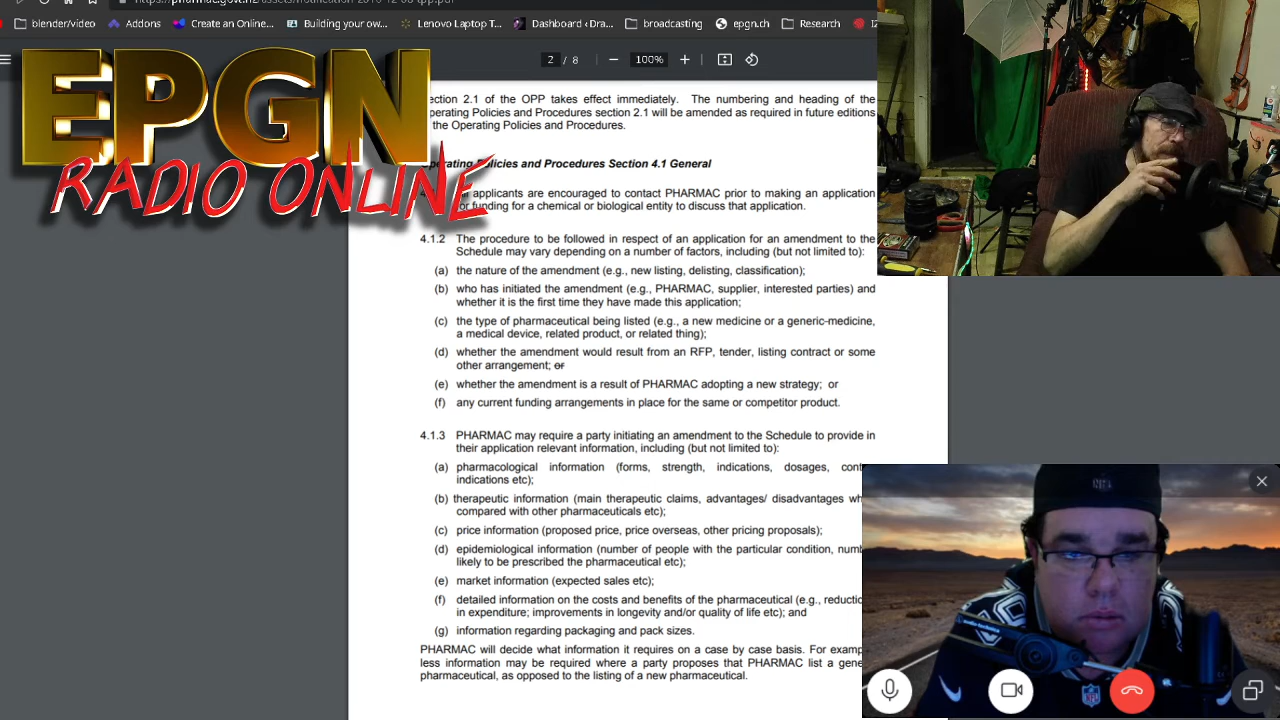 https://pharmac.govt.nz/assets/notification-2016-12-08-opp.pdf
blender/video
Addons
Create an Online...
Building your ow...
Lenovo Laptop T...
Dashboard ‹ Dra...
broadcasting
epgn.ch
Research
2 / 8
100%
EPGN
RADIO ONLINE
ection 2.1 of the OPP takes effect immediately. The numbering and heading of the
perating Policies and Procedures section 2.1 will be amended as required in future editions
the Operating Policies and Procedures.
Operating Policies and Procedures Section 4.1 General
applicants are encouraged to contact PHARMAC prior to making an application
for funding for a chemical or biological entity to discuss that application.
4.1.2 The procedure to be followed in respect of an application for an amendment to the
Schedule may vary depending on a number of factors, including (but not limited to):
(a) the nature of the amendment (e.g., new listing, delisting, classification);
(b) who has initiated the amendment (e.g., PHARMAC, supplier, interested parties) and
whether it is the first time they have made this application;
(c) the type of pharmaceutical being listed (e.g., a new medicine or a generic-medicine,
a medical device, related product, or related thing);
(d) whether the amendment would result from an RFP, tender, listing contract or some
other arrangement; or
(e) whether the amendment is a result of PHARMAC adopting a new strategy; or
(f) any current funding arrangements in place for the same or competitor product.
4.1.3 PHARMAC may require a party initiating an amendment to the Schedule to provide in
their application relevant information, including (but not limited to):
(a) pharmacological information (forms, strength, indications, dosages, cont
indications etc);
(b) therapeutic information (main therapeutic claims, advantages/ disadvantages wh
compared with other pharmaceuticals etc);
(c) price information (proposed price, price overseas, other pricing proposals);
(d) epidemiological information (number of people with the particular condition, numb
likely to be prescribed the pharmaceutical etc);
(e) market information (expected sales etc);
(f) detailed information on the costs and benefits of the pharmaceutical (e.g., reductio
in expenditure; improvements in longevity and/or quality of life etc); and
(g) information regarding packaging and pack sizes.
PHARMAC will decide what information it requires on a case by case basis. For examp
less information may be required where a party proposes that PHARMAC list a gene
pharmaceutical, as opposed to the listing of a new pharmaceutical.
NFL
audio-technica
NFL